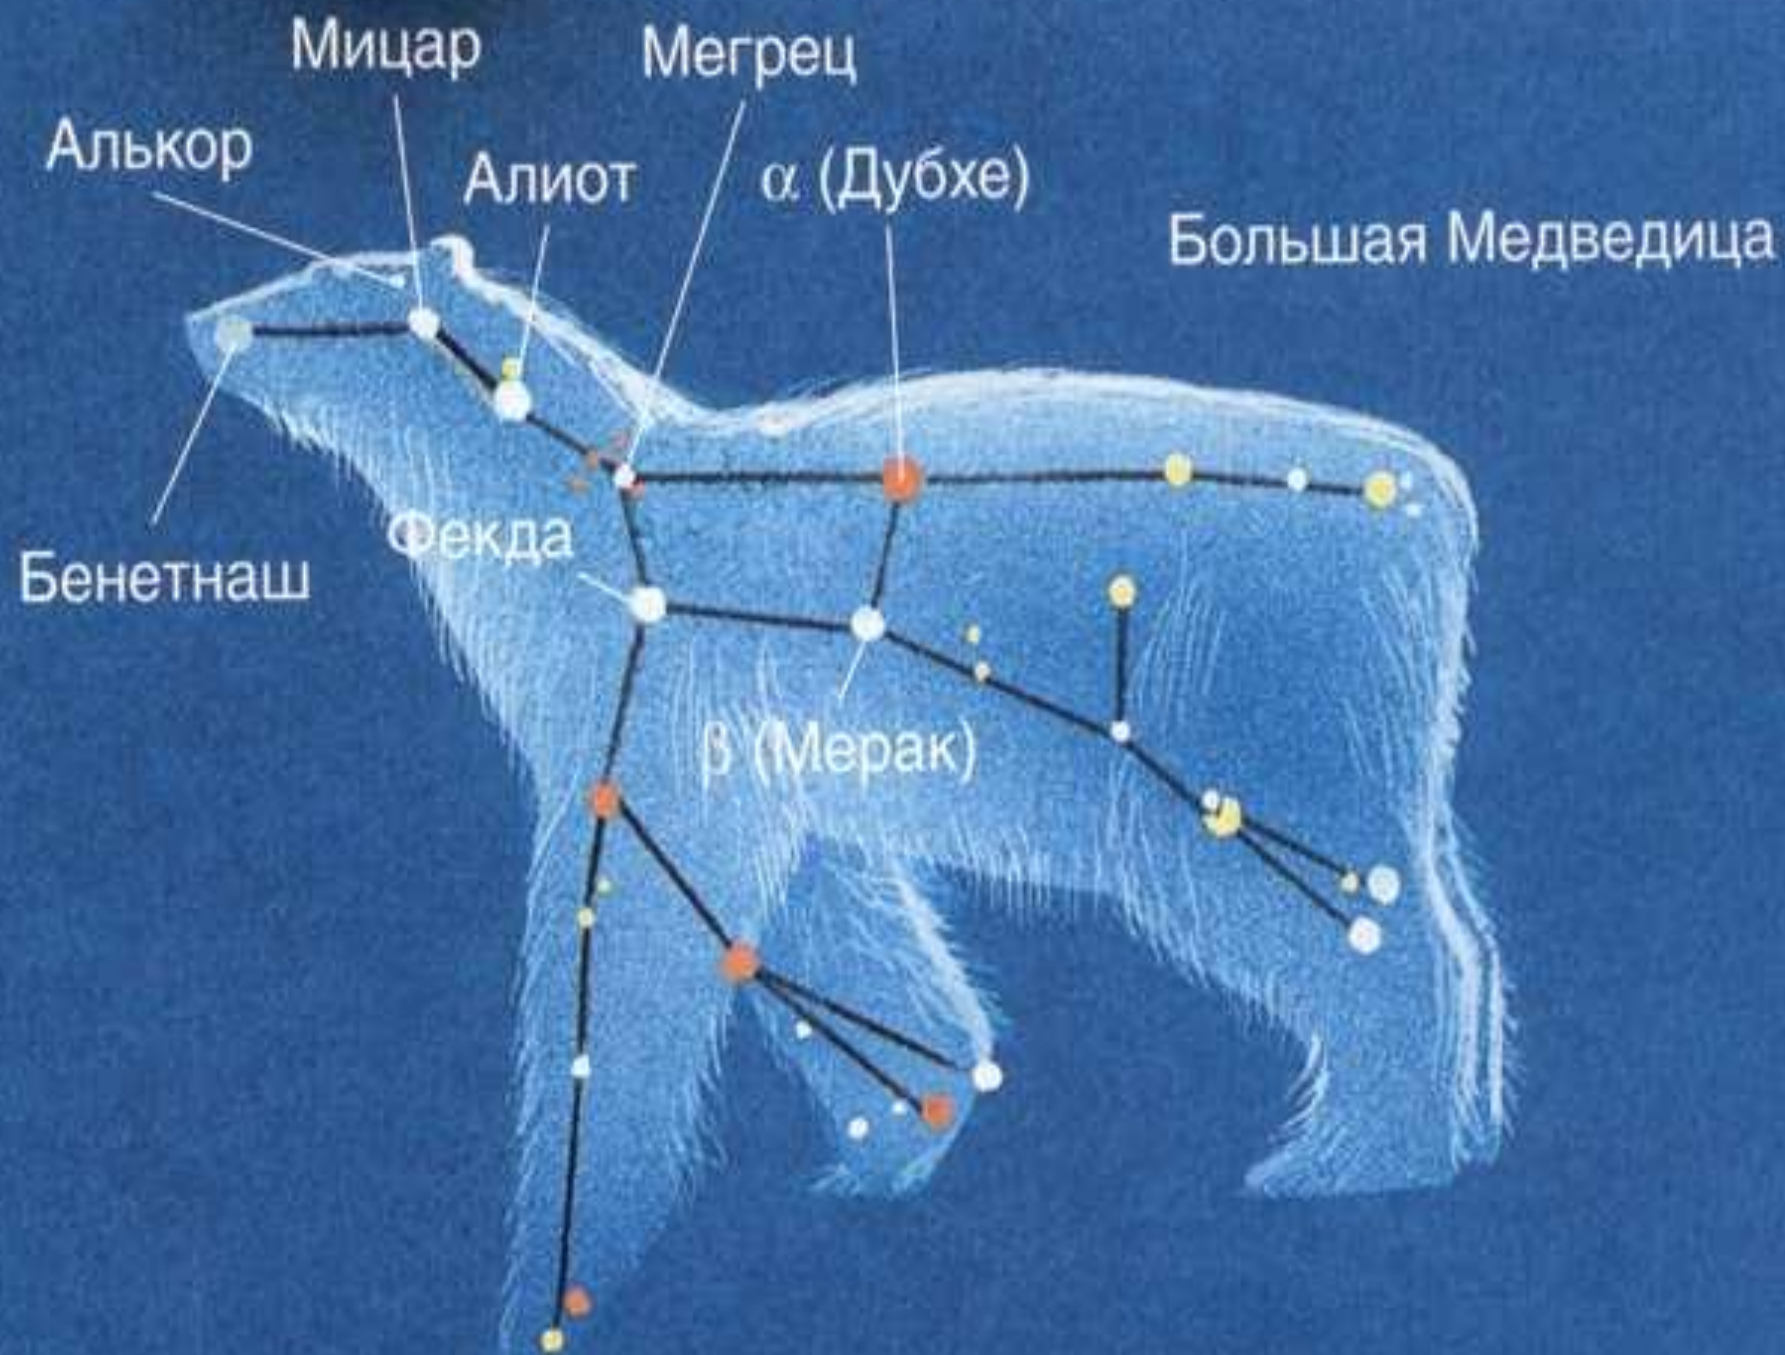 Мицар
Мегрец
Алькор
Алиот
α (Дубхе)
Большая Медведица
Фекда
Бенетнаш
β (Мерак)